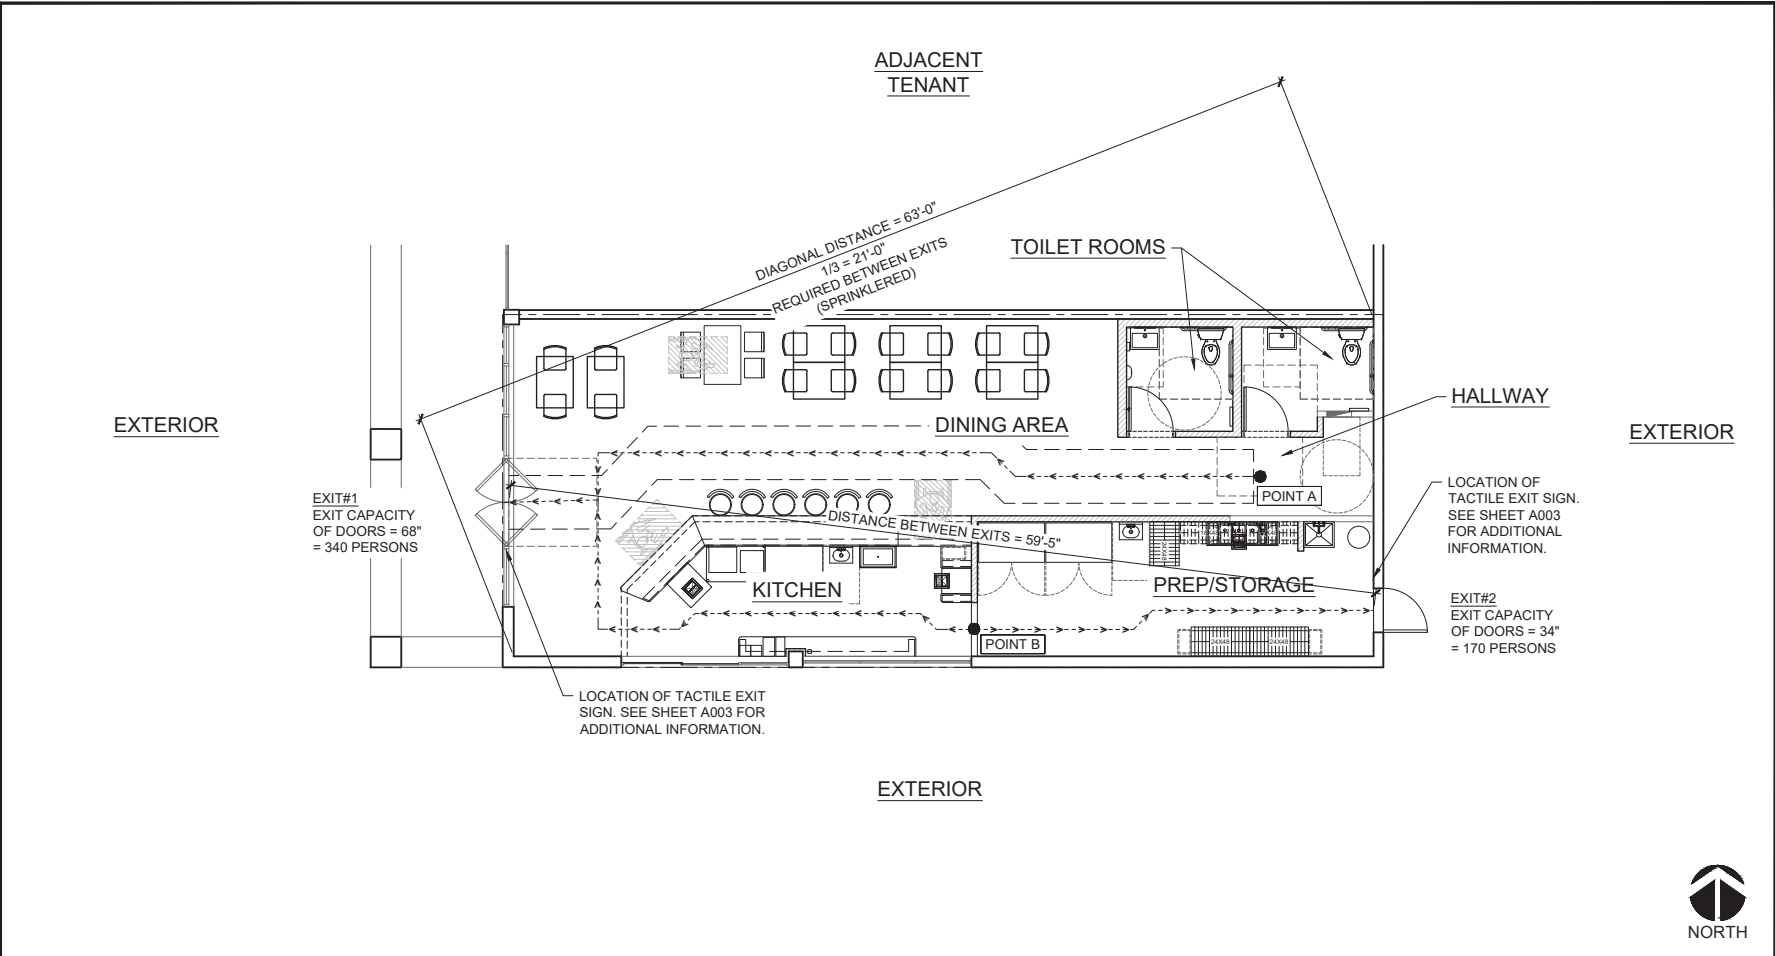 ADJACENT
TENANT
DIAGONAL DISTANCE = 63'-0"
1/3 = 21'-0"
REQUIRED BETWEEN EXITS
(SPRINKLERED)
TOILET ROOMS
HALLWAY
EXTERIOR
DINING AREA
EXTERIOR
EXIT#1
EXIT CAPACITY
OF DOORS = 68"
= 340 PERSONS
POINT A
LOCATION OF
TACTILE EXIT SIGN.
SEE SHEET A003
FOR ADDITIONAL
INFORMATION.
DISTANCE BETWEEN EXITS = 59'-5"
KITCHEN
PREP/STORAGE
EXIT#2
EXIT CAPACITY
OF DOORS = 34"
= 170 PERSONS
POINT B
24X48
24X48
24X48
LOCATION OF TACTILE EXIT
SIGN. SEE SHEET A003 FOR
ADDITIONAL INFORMATION.
EXTERIOR
NORTH